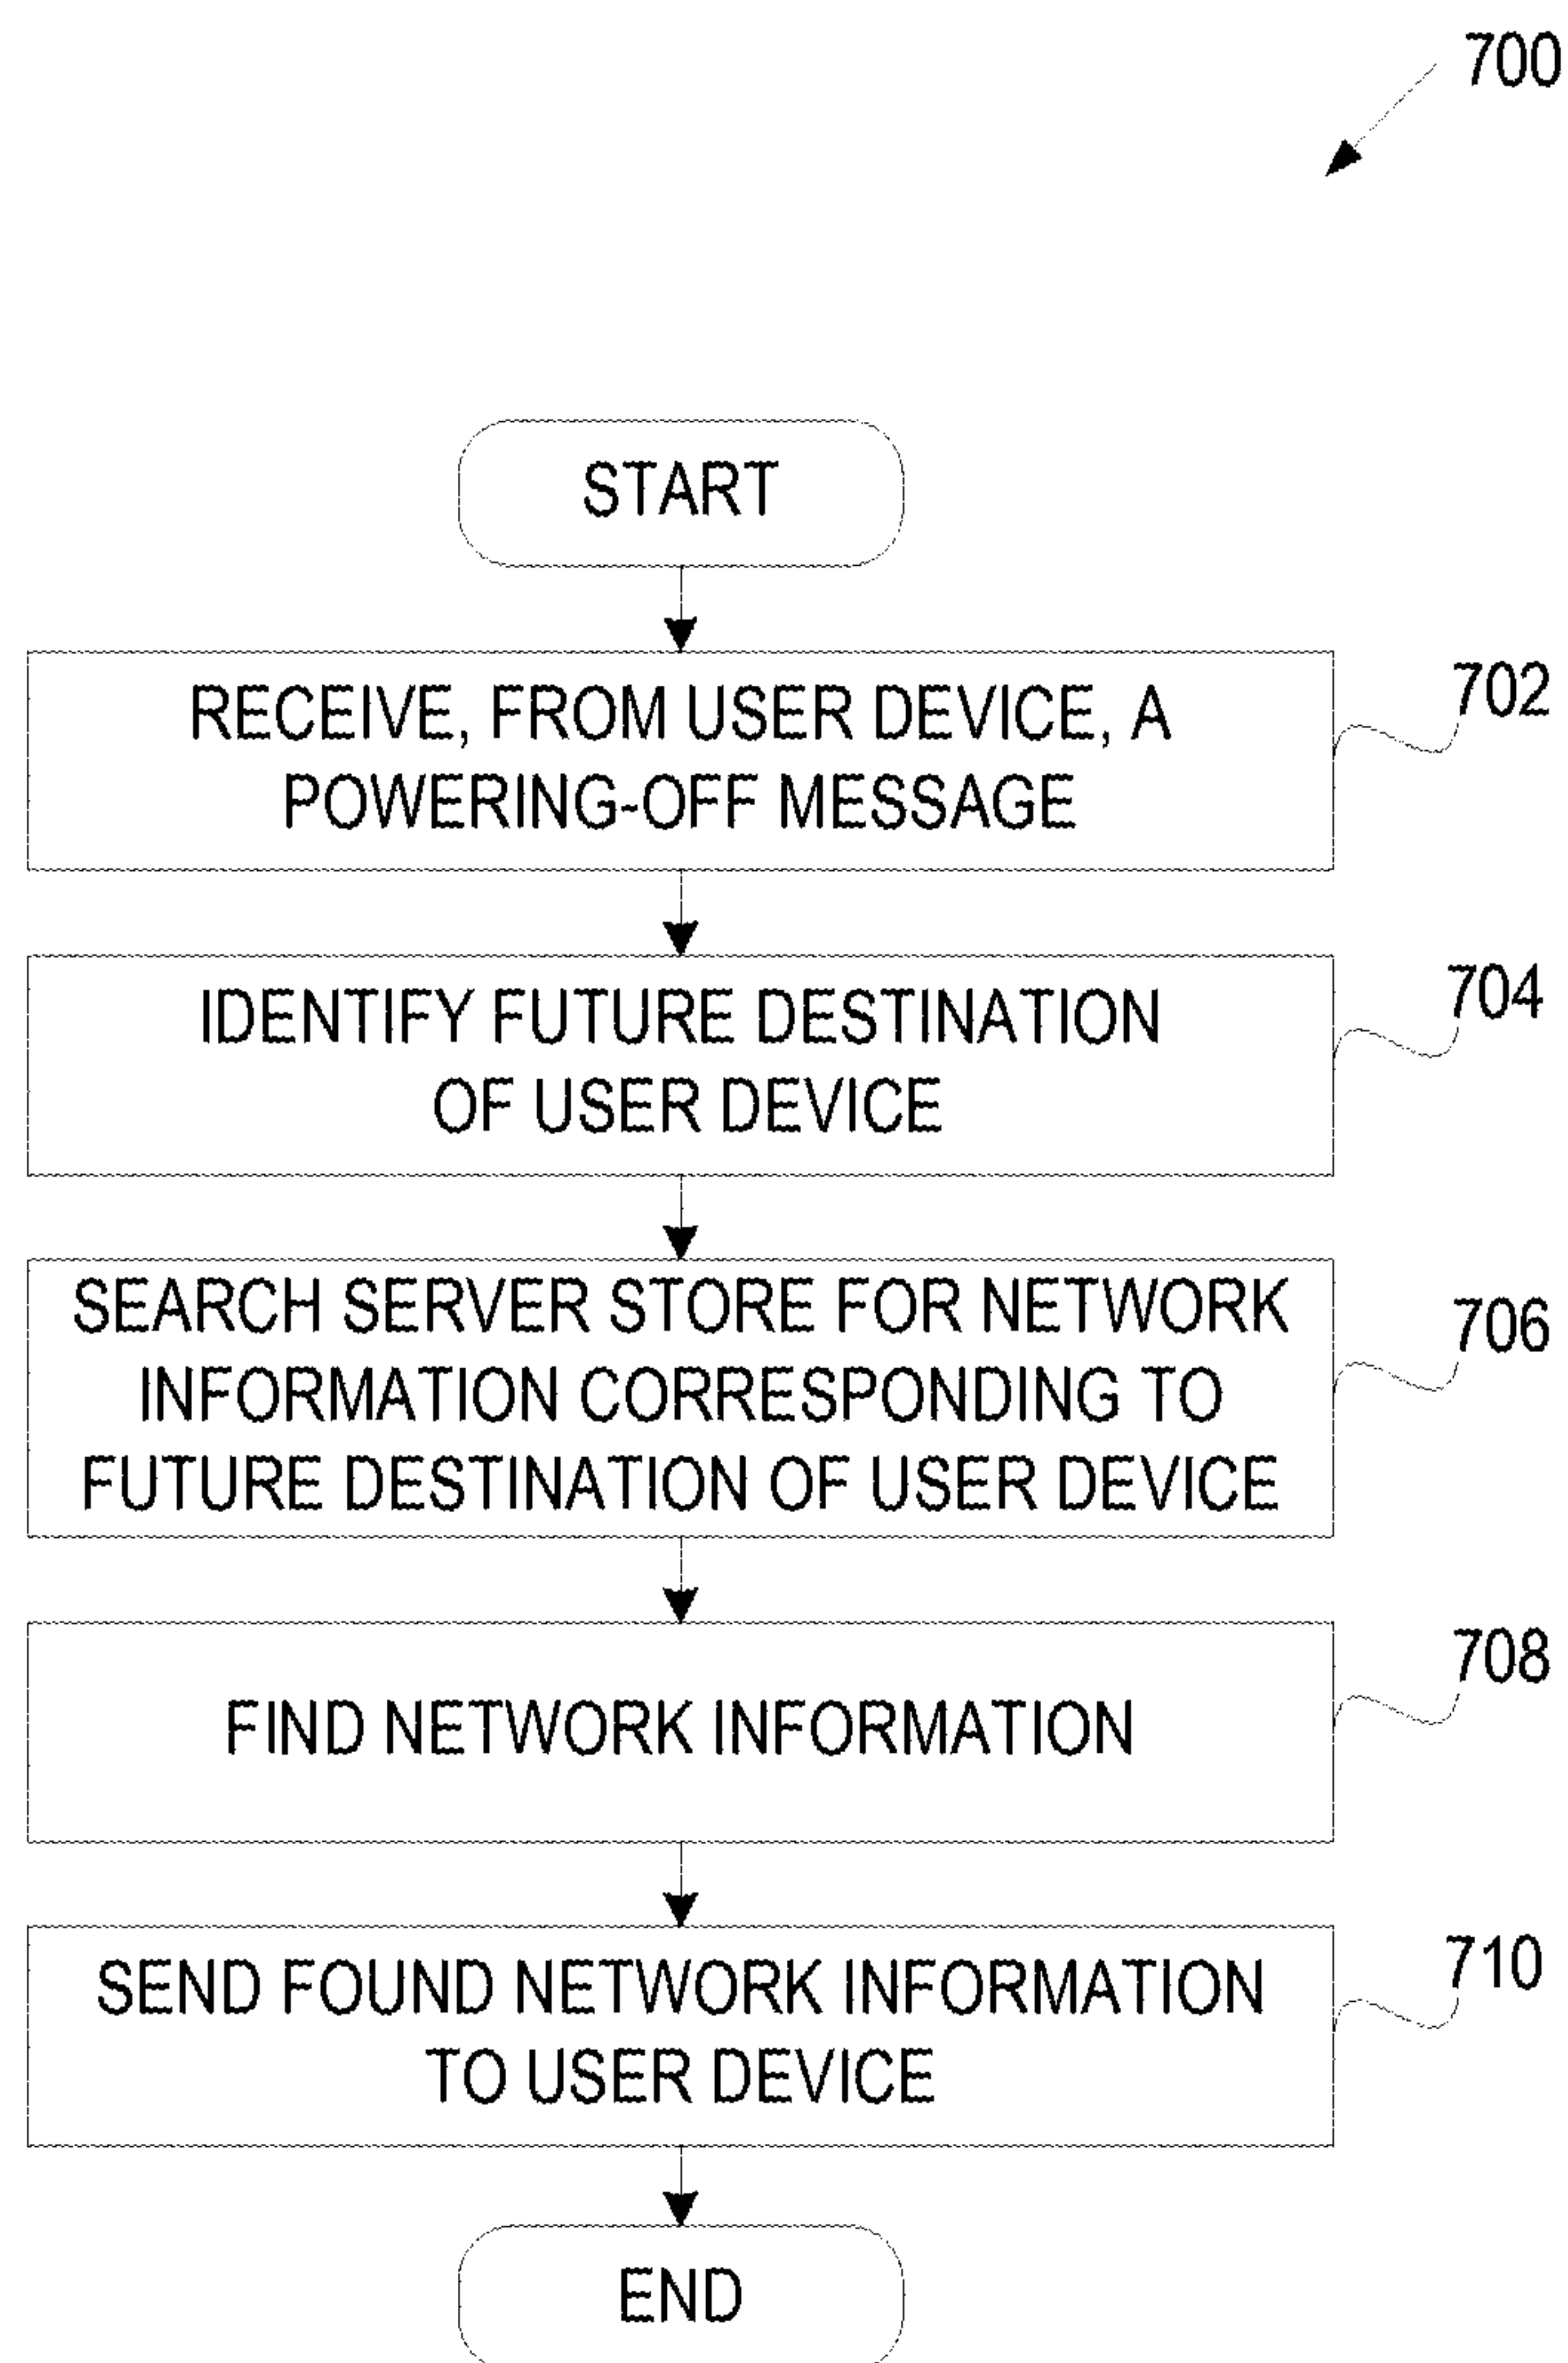 700
START
RECEIVE, FROM USER DEVICE, A
POWERING-OFF MESSAGE
702
IDENTIFY FUTURE DESTINATION
OF USER DEVICE
704
SEARCH SERVER STORE FOR NETWORK
INFORMATION CORRESPONDING TO
FUTURE DESTINATION OF USER DEVICE
706
FIND NETWORK INFORMATION
708
SEND FOUND NETWORK INFORMATION
TO USER DEVICE
710
END